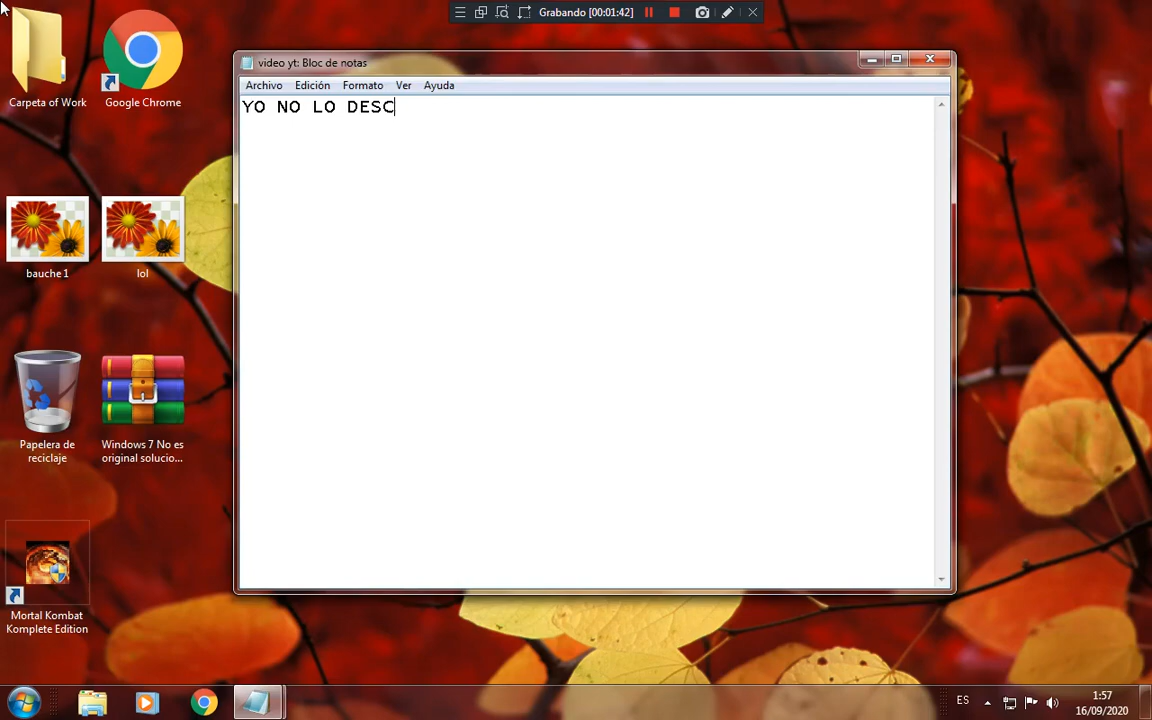 Grabando [00:01:42]
video yt: Bloc de notas
Archivo Edición Formato Ver Ayuda
YO NO LO DESC
Carpeta of Work
Google Chrome
bauche1
lol
Papelera de
reciclaje
Windows 7 No es
original solucio...
Mortal Kombat
Komplete Edition
ES
1:57
16/09/2020